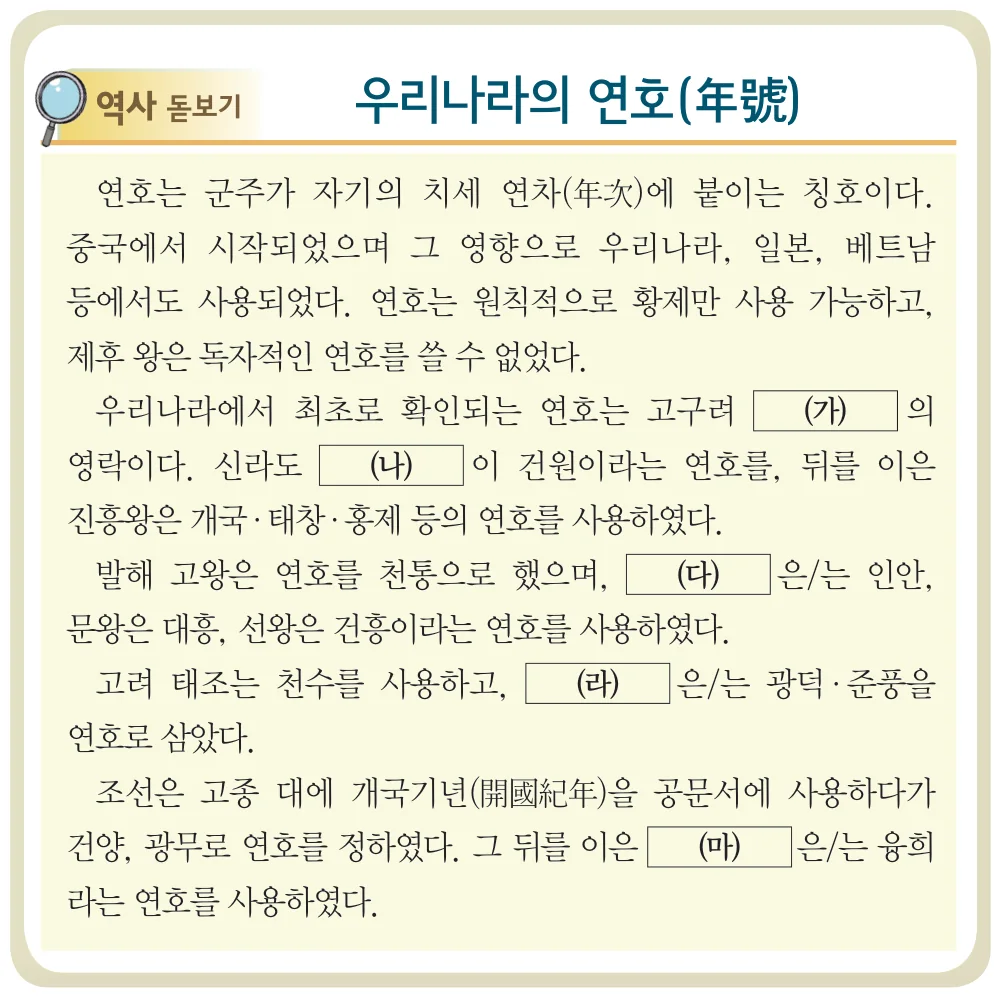 역사 돋보기
우리나라의 연호(年號)
연호는 군주가 자기의 치세 연차(年次)에 붙이는 칭호이다.
중국에서 시작되었으며 그 영향으로 우리나라, 일본, 베트남
등에서도 사용되었다. 연호는 원칙적으로 황제만 사용 가능하고,
제후 왕은 독자적인 연호를 쓸 수 없었다.
우리나라에서 최초로 확인되는 연호는 고구려 (가) 의
영락이다. 신라도 (나) 이 건원이라는 연호를, 뒤를 이은
진흥왕은 개국·태창·홍제 등의 연호를 사용하였다.
발해 고왕은 연호를 천통으로 했으며, (다) 은/는 인안,
문왕은 대흥, 선왕은 건흥이라는 연호를 사용하였다.
고려 태조는 천수를 사용하고, (라) 은/는 광덕·준풍을
연호로 삼았다.
조선은 고종 대에 개국기년(開國紀年)을 공문서에 사용하다가
건양, 광무로 연호를 정하였다. 그 뒤를 이은 (마) 은/는 융희
라는 연호를 사용하였다.